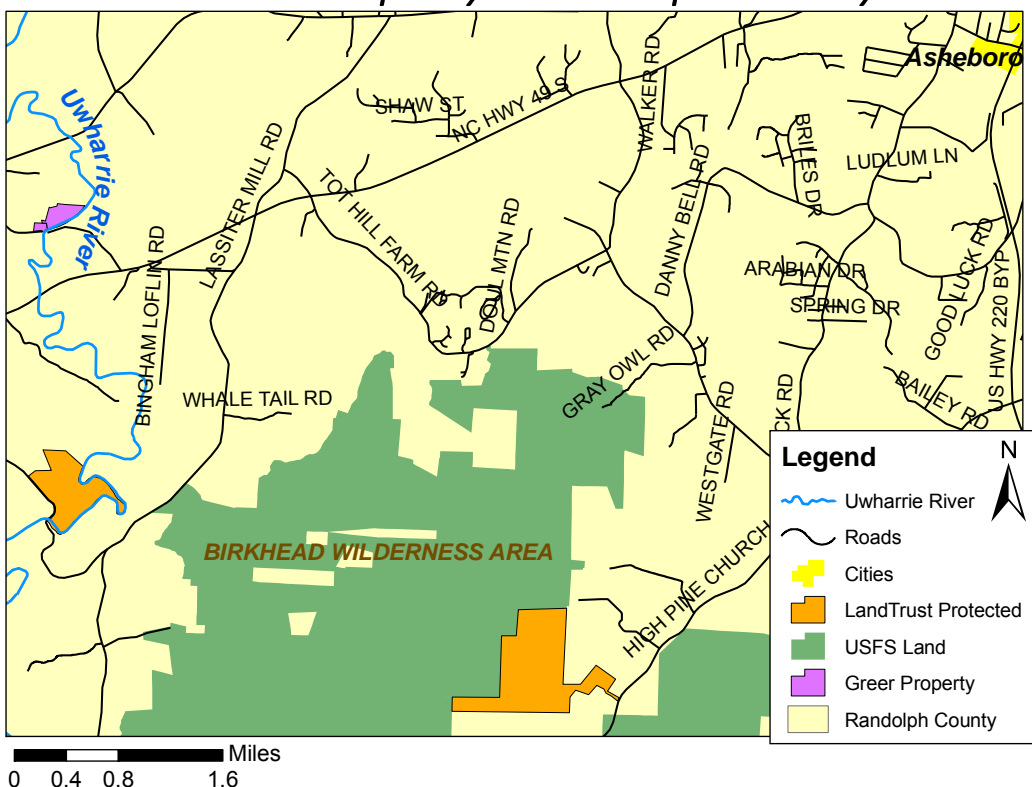 Asheboro
SHAW ST
NC HWY 49 S
WALKER RD
Uwharrie River
LASSITER MILL RD
BRILES DR
LUDLUM LN
TOT HILL FARM RD
DANNY BELL RD
BINGHAM LOFLIN RD
ARABIAN DR
GOOD LUCK RD
US HWY 220 BYP
SPRING DR
GRAY OWL RD
WHALE TAIL RD
BAILEY RD
WESTGATE RD
CK RD
BIRKHEAD WILDERNESS AREA
HIGH PINE CHURCH
Legend
N
Uwharrie River
Roads
Cities
LandTrust Protected
USFS Land
Greer Property
Randolph County
Miles
0 0.4 0.8 1.6